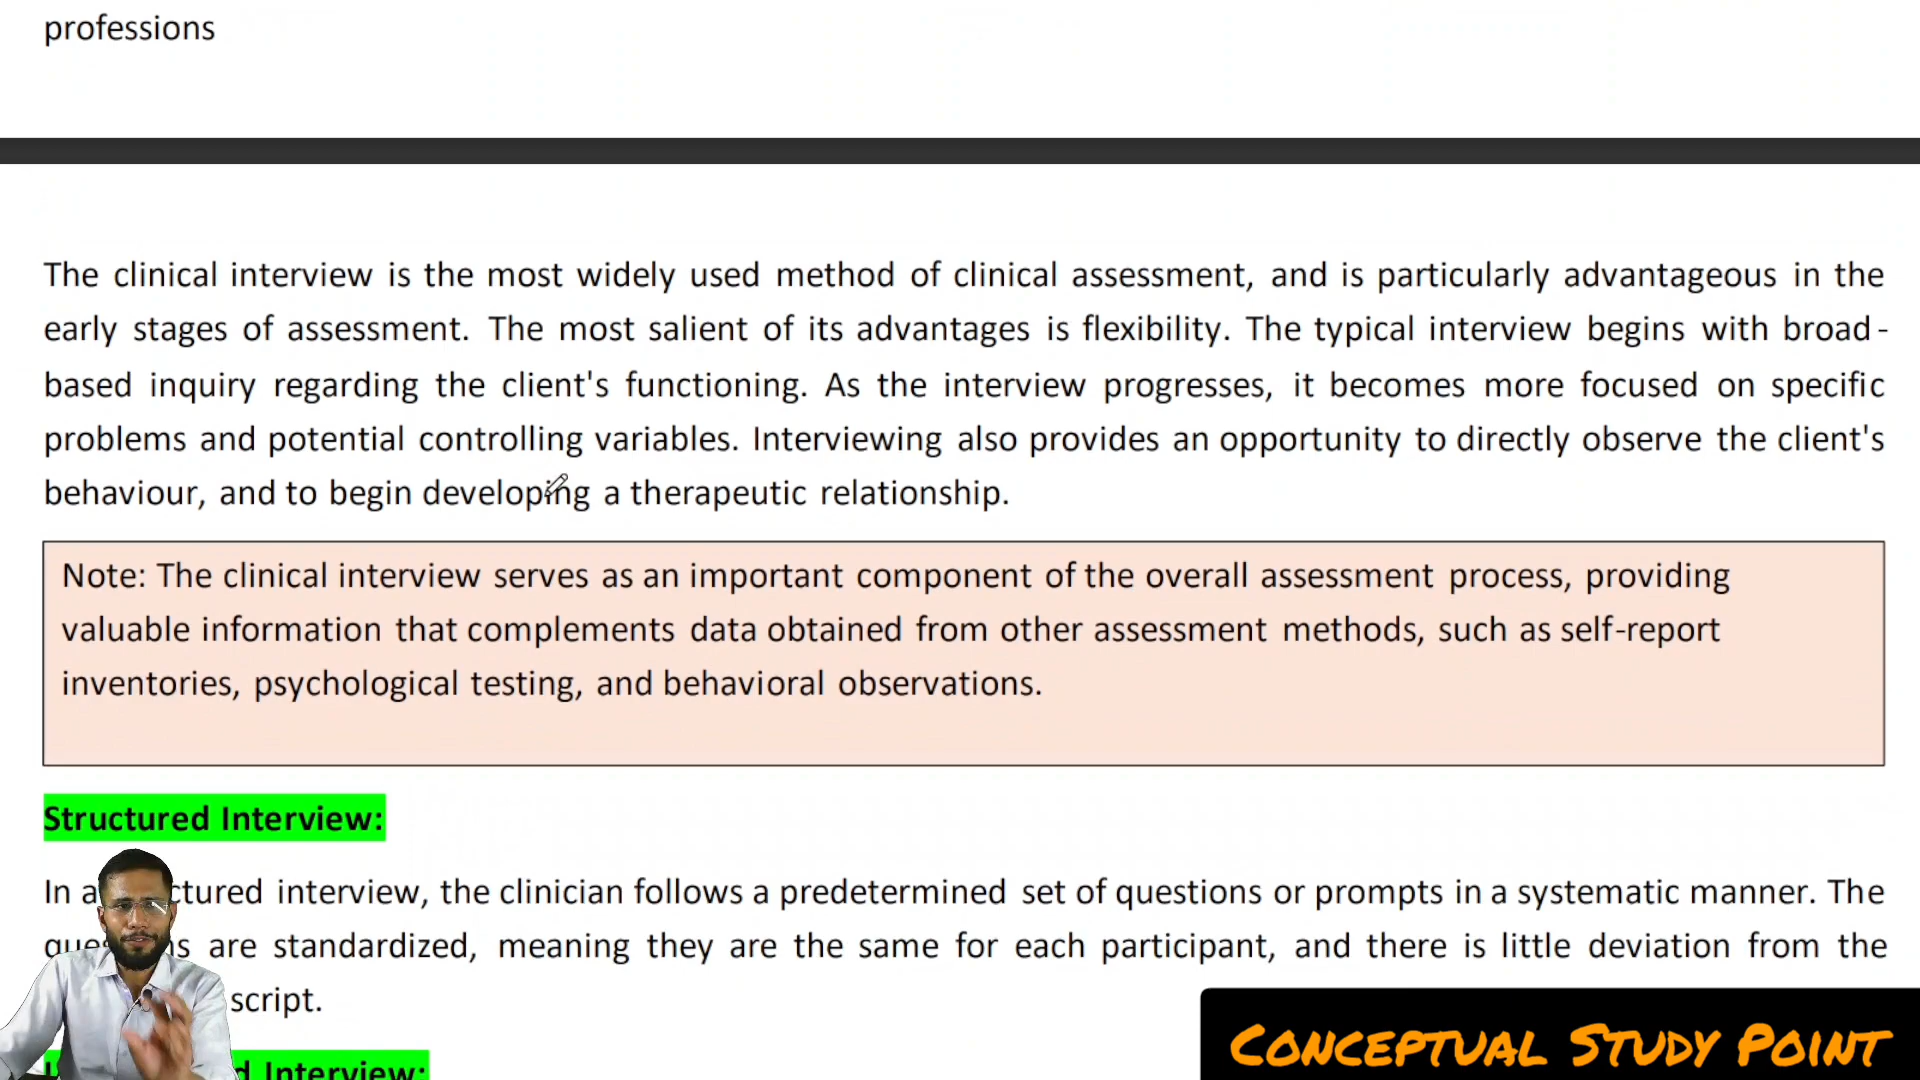 professions
The clinical interview is the most widely used method of clinical assessment, and is particularly advantageous in the
early stages of assessment. The most salient of its advantages is flexibility. The typical interview begins with broad-
based inquiry regarding the client's functioning. As the interview progresses, it becomes more focused on specific
problems and potential controlling variables. Interviewing also provides an opportunity to directly observe the client's
behaviour, and to begin developing a therapeutic relationship.
Note: The clinical interview serves as an important component of the overall assessment process, providing
valuable information that complements data obtained from other assessment methods, such as self-report
inventories, psychological testing, and behavioral observations.
Structured Interview:
In a interview, the clinician follows a predetermined set of questions or prompts in a systematic manner. The
are standardized, meaning they are the same for each participant, and there is little deviation from the
script.
Interview:
CONCEPTUAL STUDY POINT